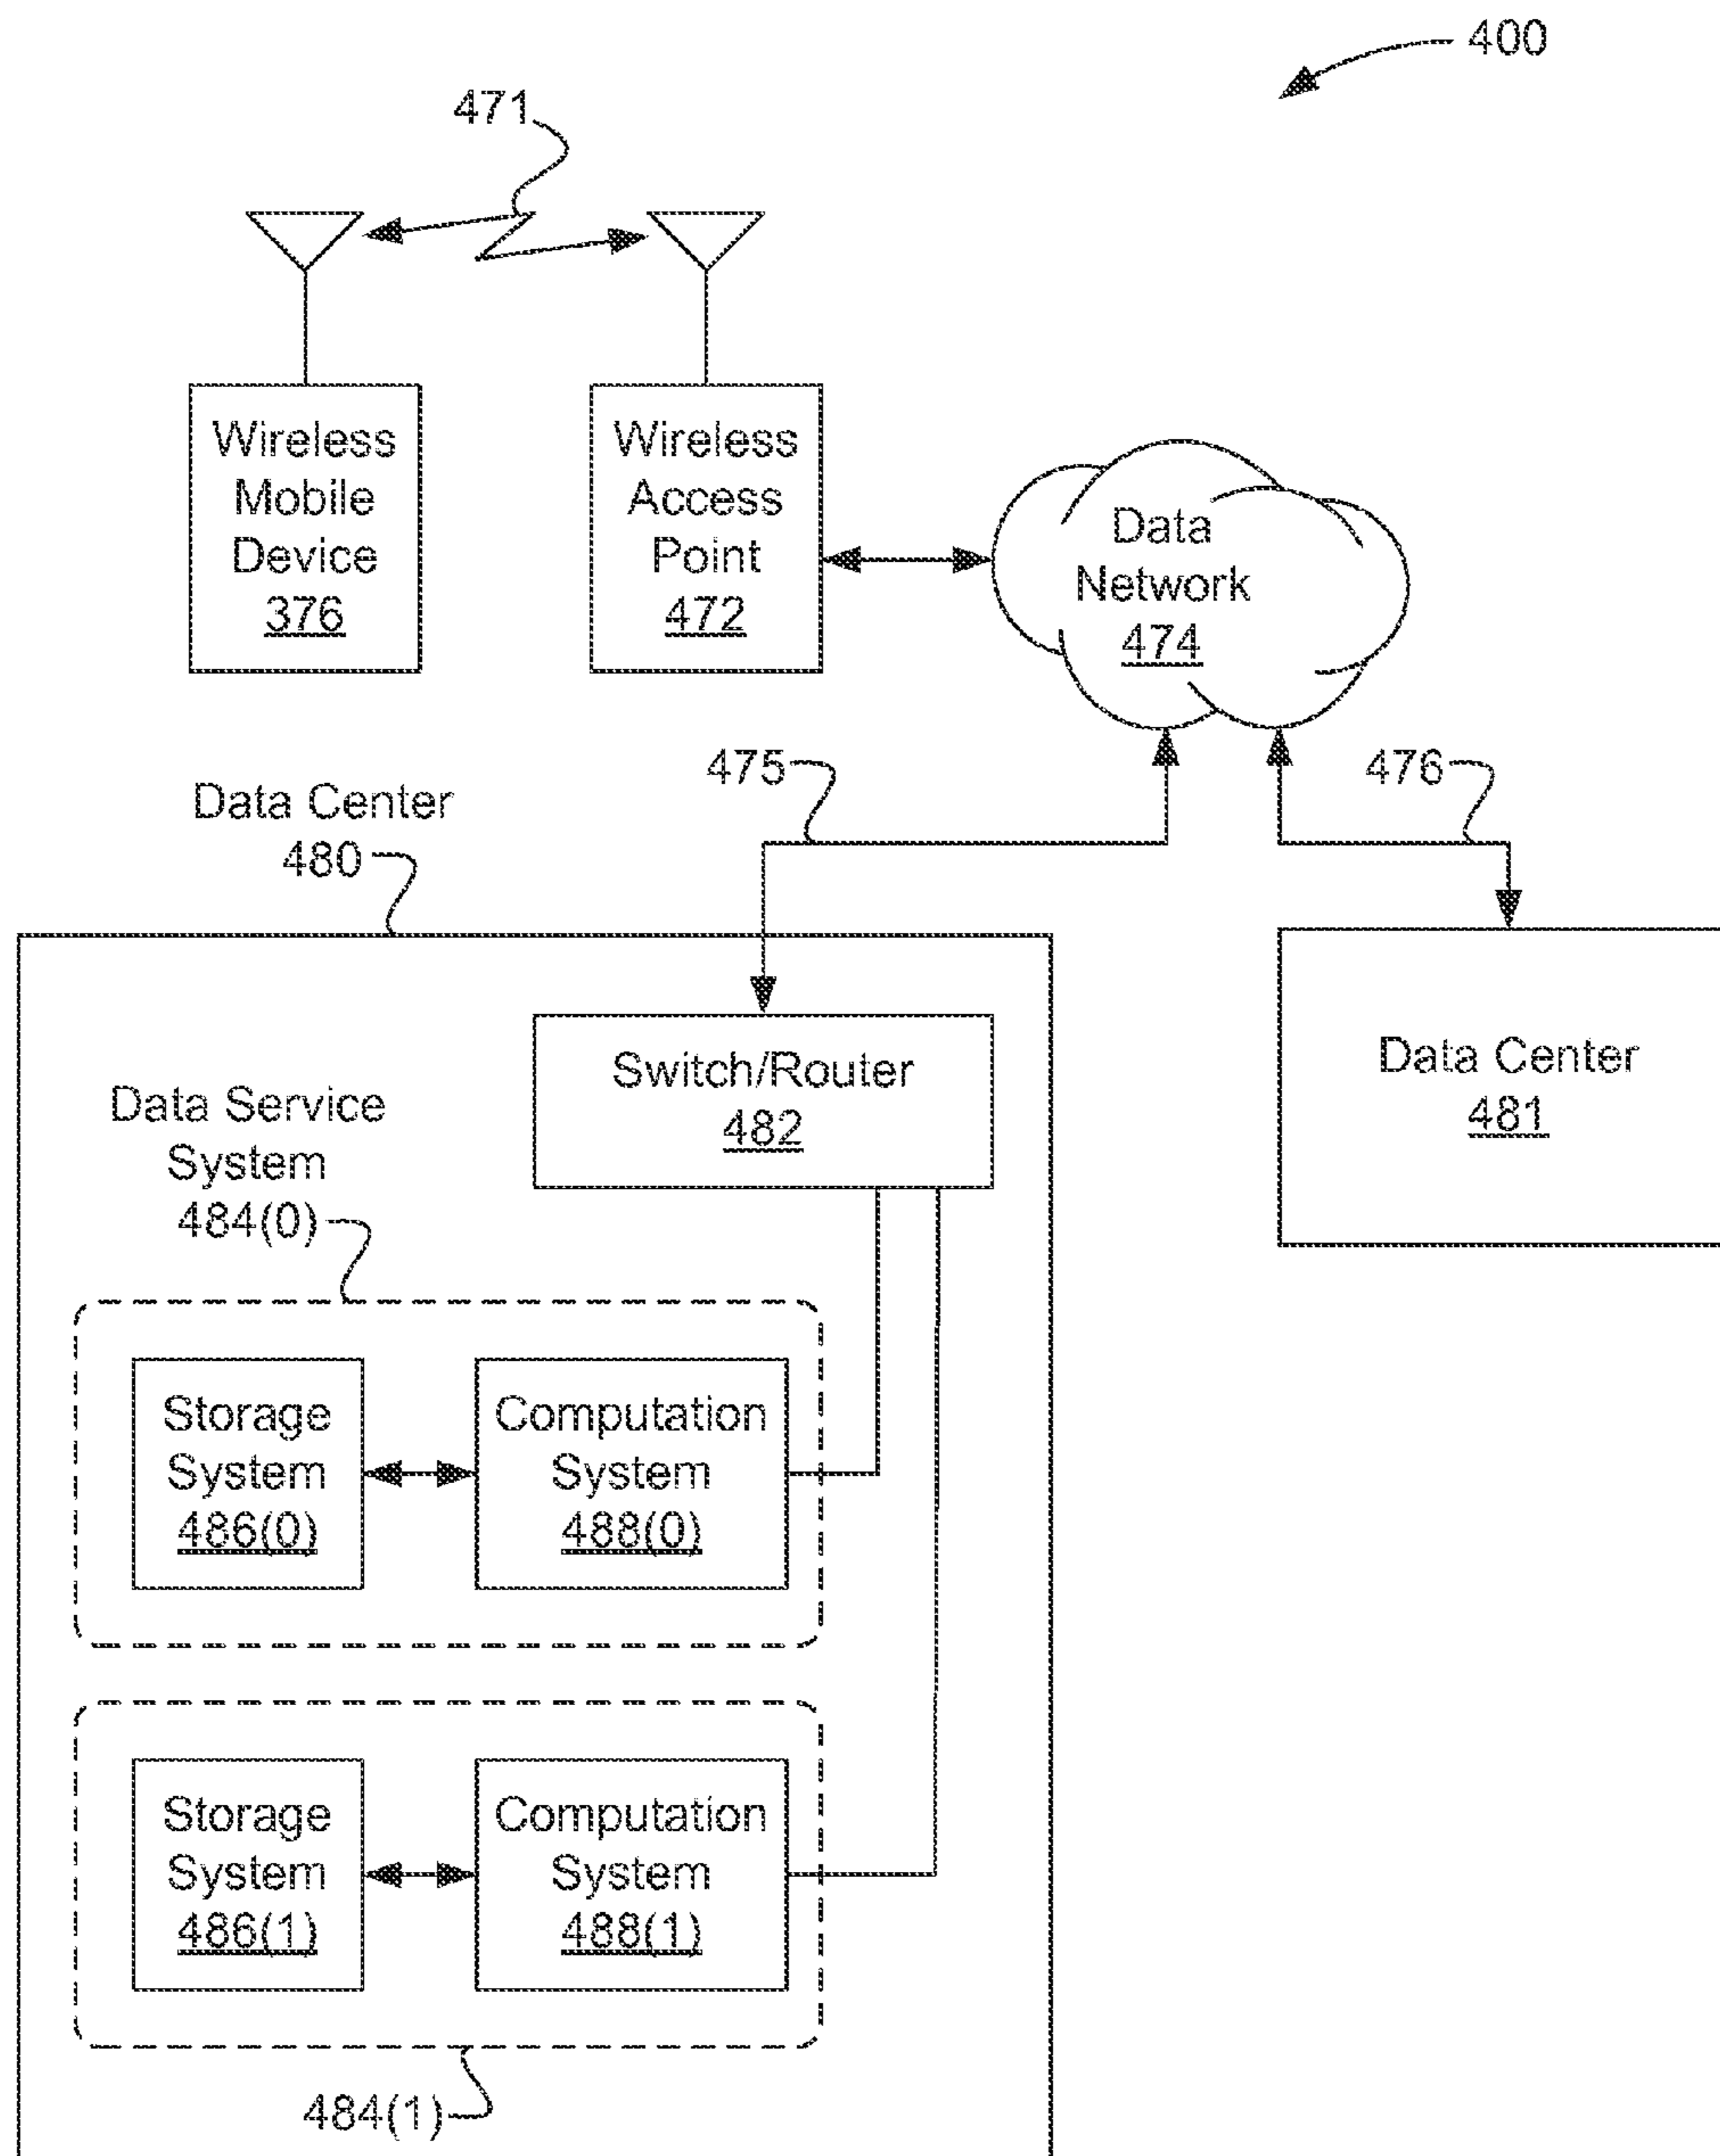 400
471
Wireless
Mobile
Device
376
Wireless
Access
Point
472
Data
Network
474
475
476
Data Center
480
Switch/Router
482
Data Center
481
Data Service
System
484(0)
Storage
System
486(0)
Computation
System
488(0)
Storage
System
486(1)
Computation
System
488(1)
484(1)